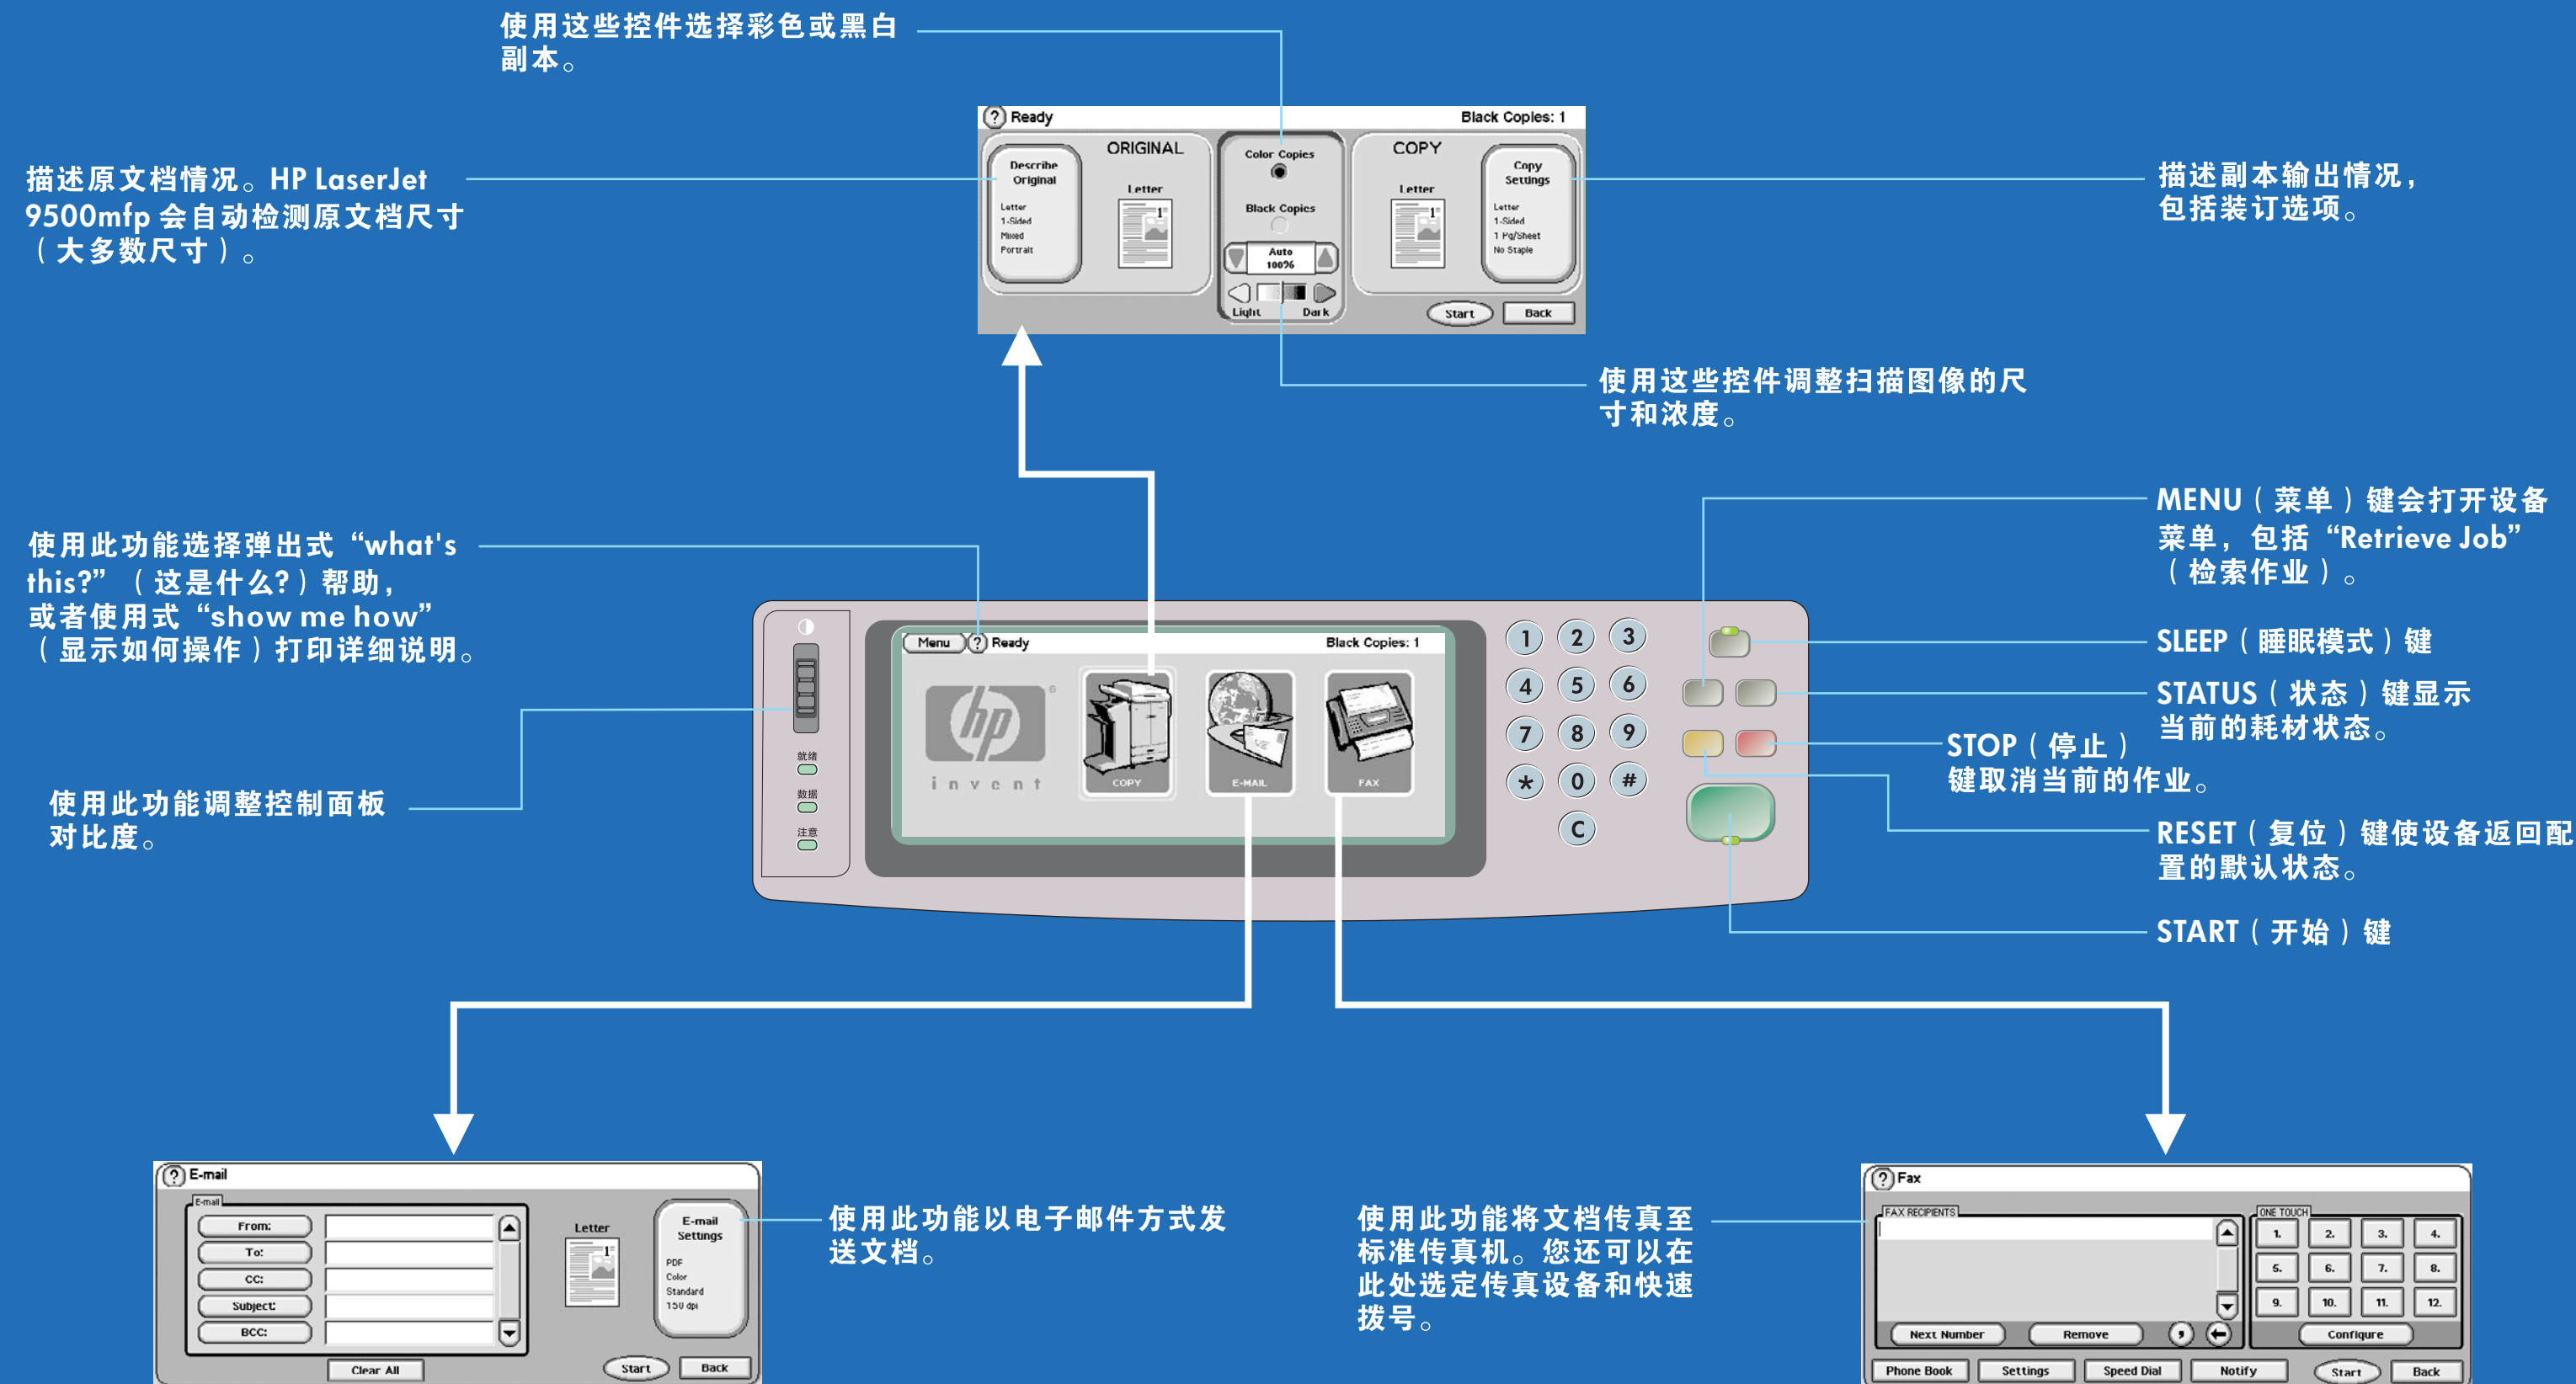 使用这些控件选择彩色或黑白
副本。
? Ready
Black Copies: 1
ORIGINAL
Describe
Original
Letter
1-Sided
Mixed
Portrait
Letter
1
Color Copies
Black Copies
Auto
100%
Light
Dark
COPY
Letter
1
Copy
Settings
Letter
1-Sided
1 Pg/Sheet
No Staple
Start
Back
描述原文档情况。HP LaserJet
9500mfp 会自动检测原文档尺寸
（大多数尺寸）。
描述副本输出情况，
包括装订选项。
使用这些控件调整扫描图像的尺
寸和浓度。
使用此功能选择弹出式“what's
this?”（这是什么?）帮助，
或者使用式“show me how”
（显示如何操作）打印详细说明。
使用此功能调整控制面板
对比度。
就绪
数据
注意
Menu
? Ready
Black Copies: 1
hp
®
invent
COPY
E-MAIL
FAX
1 2 3
4 5 6
7 8 9
* 0 #
C
MENU（菜单）键会打开设备
菜单，包括“Retrieve Job”
（检索作业）。
SLEEP（睡眠模式）键
STATUS（状态）键显示
当前的耗材状态。
STOP（停止）
键取消当前的作业。
RESET（复位）键使设备返回配
置的默认状态。
START（开始）键
? E-mail
E-mail
From:
To:
CC:
Subject:
BCC:
Clear All
Letter
1
E-mail
Settings
PDF
Color
Standard
150 dpi
Start
Back
使用此功能以电子邮件方式发
送文档。
使用此功能将文档传真至
标准传真机。您还可以在
此处选定传真设备和快速
拨号。
? Fax
FAX RECIPIENTS
Next Number
Remove
,
ONE TOUCH
1. 2. 3. 4.
5. 6. 7. 8.
9. 10. 11. 12.
Configure
Phone Book
Settings
Speed Dial
Notify
Start
Back